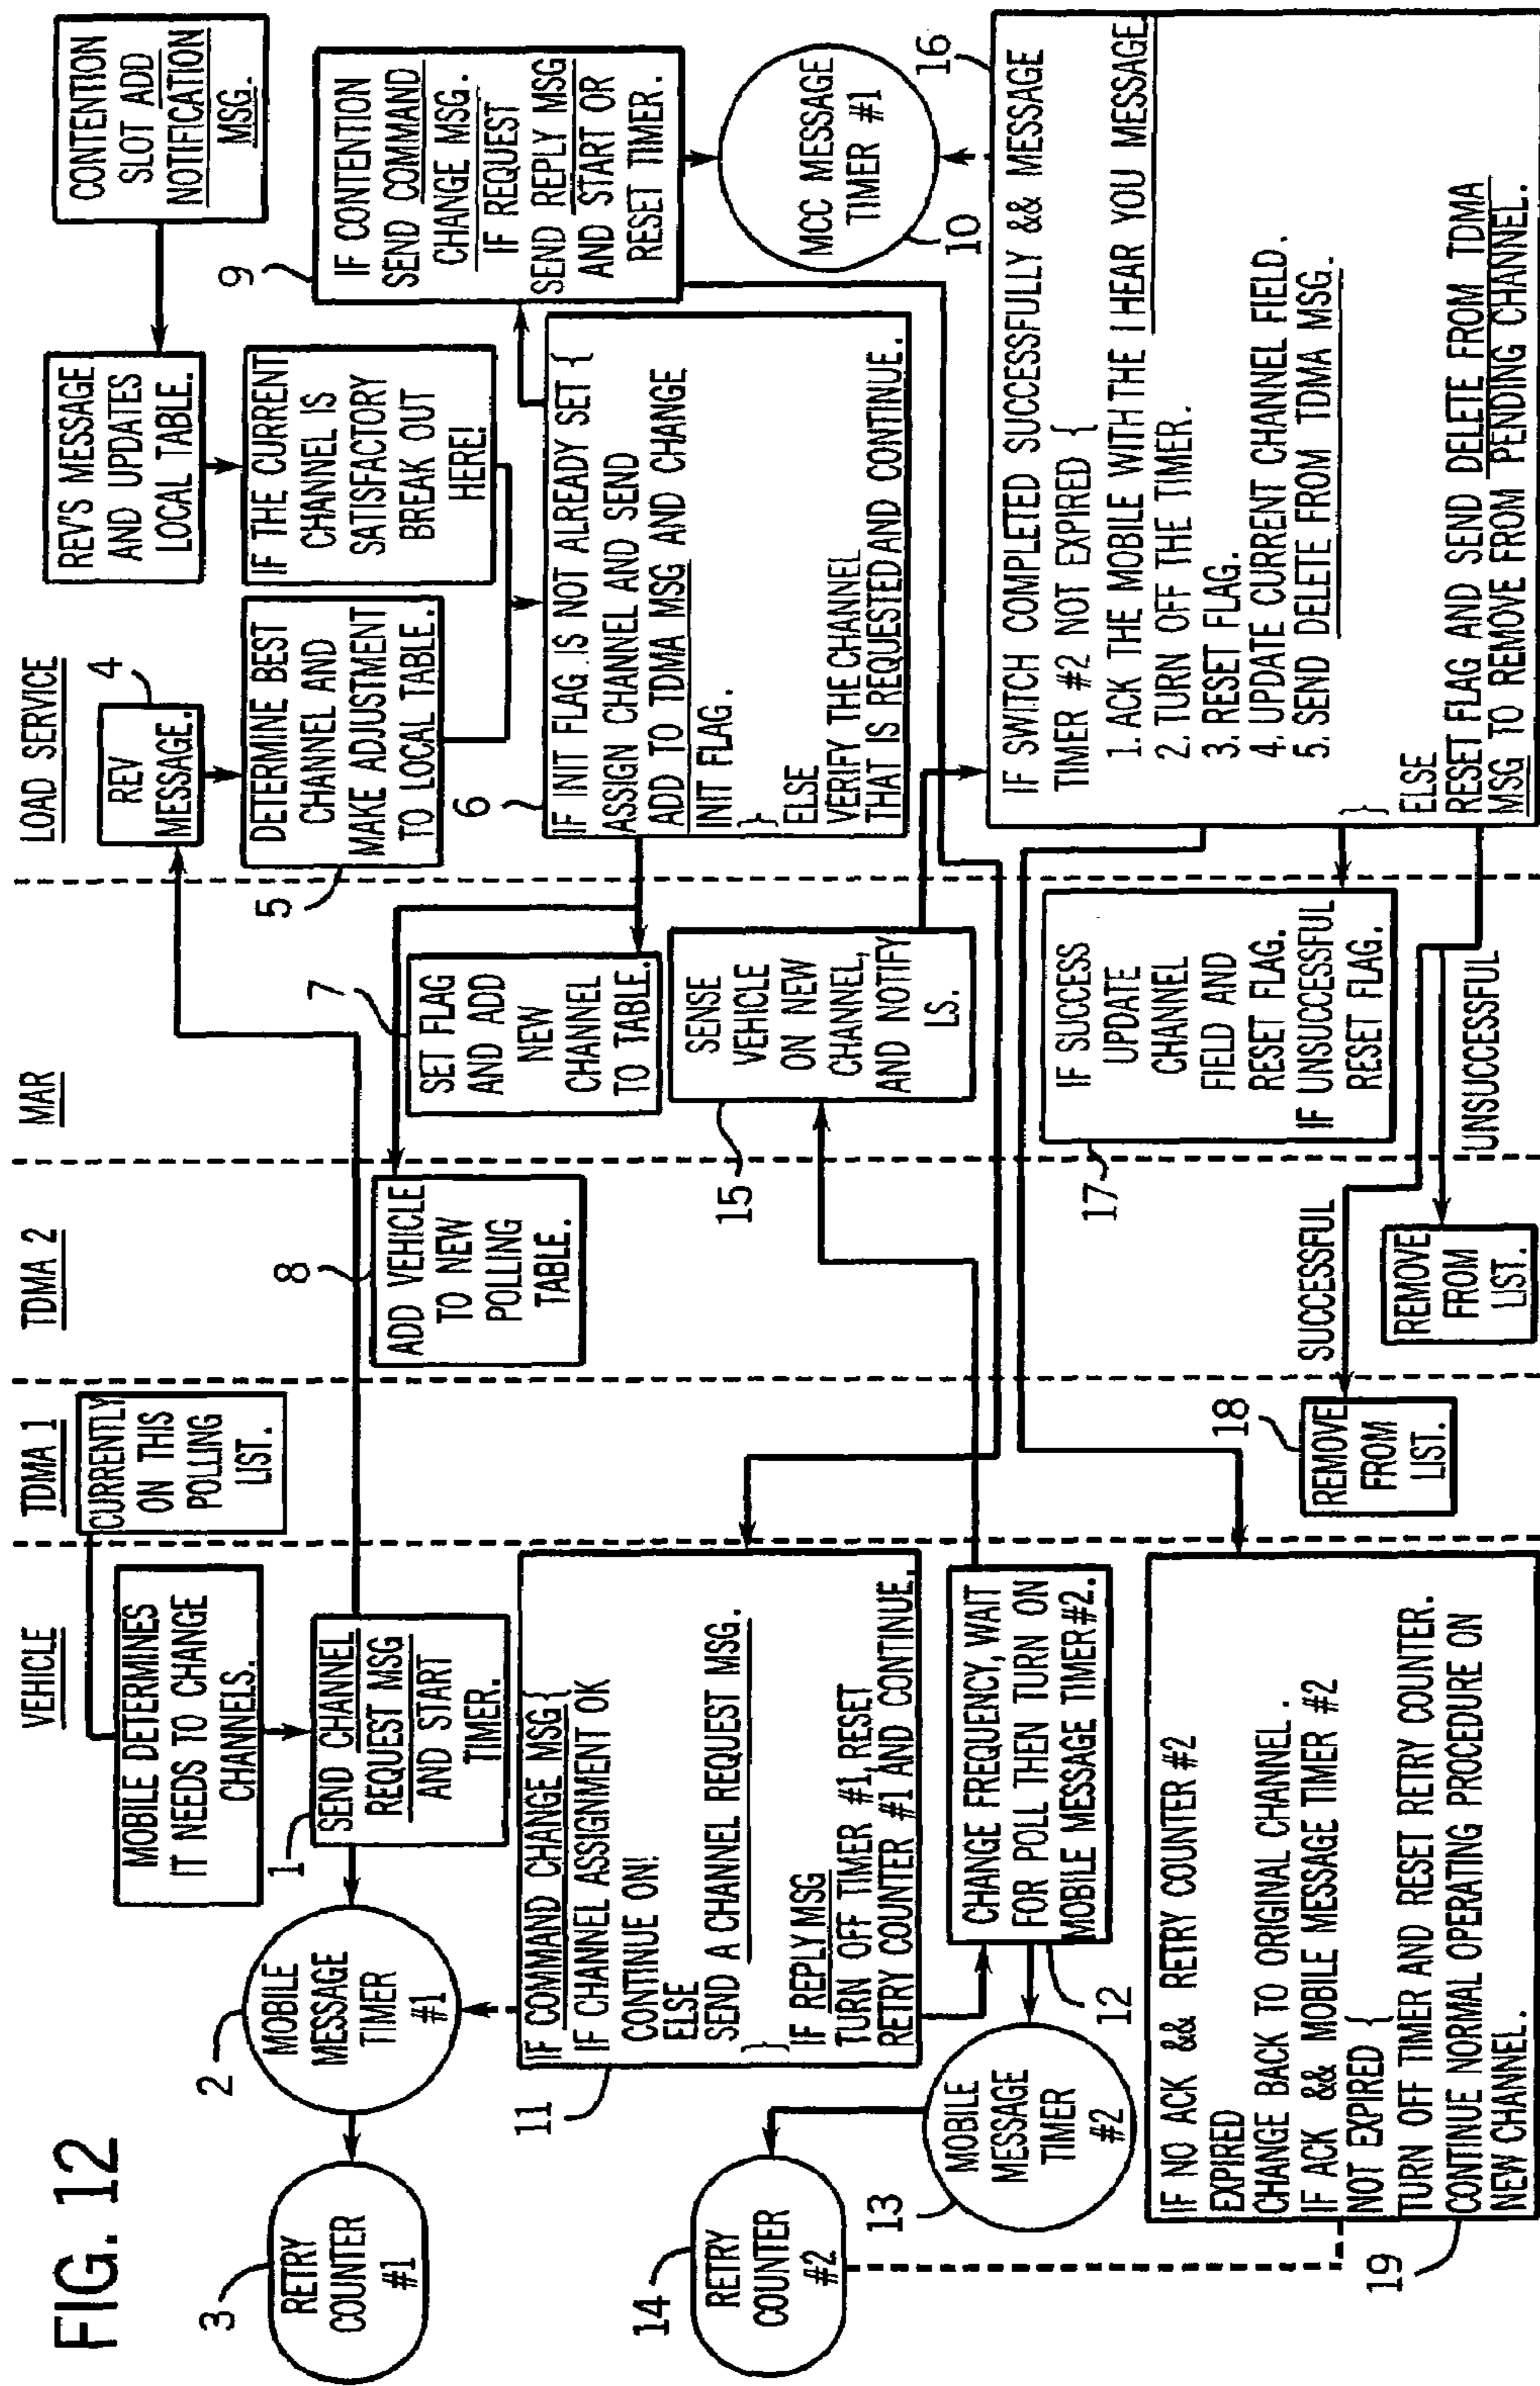 FIG. 12
VEHICLE
TDMA 1
TDMA 2
MAR
LOAD SERVICE
CURRENTLY
ON THIS
POLLING
LIST.
MOBILE DETERMINES
IT NEEDS TO CHANGE
CHANNELS.
1
SEND CHANNEL
REQUEST MSG
AND START
TIMER.
2
MOBILE
MESSAGE
TIMER
#1
3
RETRY
COUNTER
#1
4
REV
MESSAGE.
5
DETERMINE BEST
CHANNEL AND
MAKE ADJUSTMENT
TO LOCAL TABLE.
CONTENTION
SLOT ADD
NOTIFICATION
MSG.
REV'S MESSAGE
AND UPDATES
LOCAL TABLE.
IF THE CURRENT
CHANNEL IS
SATISFACTORY
BREAK OUT
HERE!
6
IF INIT FLAG IS NOT ALREADY SET {
ASSIGN CHANNEL AND SEND
ADD TO TDMA MSG AND CHANGE
INIT FLAG.
}
ELSE
VERIFY THE CHANNEL
THAT IS REQUESTED AND CONTINUE.
7
SET FLAG
AND ADD
NEW
CHANNEL
TO TABLE.
8
ADD VEHICLE
TO NEW
POLLING
TABLE.
9
IF CONTENTION
SEND COMMAND
CHANGE MSG.
IF REQUEST
SEND REPLY MSG
AND START OR
RESET TIMER.
10
MCC MESSAGE
TIMER #1
11
IF COMMAND CHANGE MSG {
IF CHANNEL ASSIGNMENT OK
CONTINUE ON!
ELSE
SEND A CHANNEL REQUEST MSG.
}
IF REPLY MSG
TURN OFF TIMER #1, RESET
RETRY COUNTER #1 AND CONTINUE.
12
CHANGE FREQUENCY, WAIT
FOR POLL THEN TURN ON
MOBILE MESSAGE TIMER#2.
13
MOBILE
MESSAGE
TIMER
#2
14
RETRY
COUNTER
#2
15
SENSE
VEHICLE
ON NEW
CHANNEL,
AND NOTIFY
LS.
16
IF SWITCH COMPLETED SUCCESSFULLY && MESSAGE
TIMER #2 NOT EXPIRED {
1. ACK THE MOBILE WITH THE I HEAR YOU MESSAGE.
2. TURN OFF THE TIMER.
3. RESET FLAG.
4. UPDATE CURRENT CHANNEL FIELD.
5. SEND DELETE FROM TDMA MSG.
}
ELSE
RESET FLAG AND SEND DELETE FROM TDMA
MSG TO REMOVE FROM PENDING CHANNEL.
17
IF SUCCESS
UPDATE
CHANNEL
FIELD AND
RESET FLAG.
IF UNSUCCESSFUL
RESET FLAG.
SUCCESSFUL
UNSUCCESSFUL
18
REMOVE
FROM
LIST.
REMOVE
FROM
LIST.
19
IF NO ACK && RETRY COUNTER #2
EXPIRED
CHANGE BACK TO ORIGINAL CHANNEL.
IF ACK && MOBILE MESSAGE TIMER #2
NOT EXPIRED {
TURN OFF TIMER AND RESET RETRY COUNTER.
CONTINUE NORMAL OPERATING PROCEDURE ON
NEW CHANNEL.